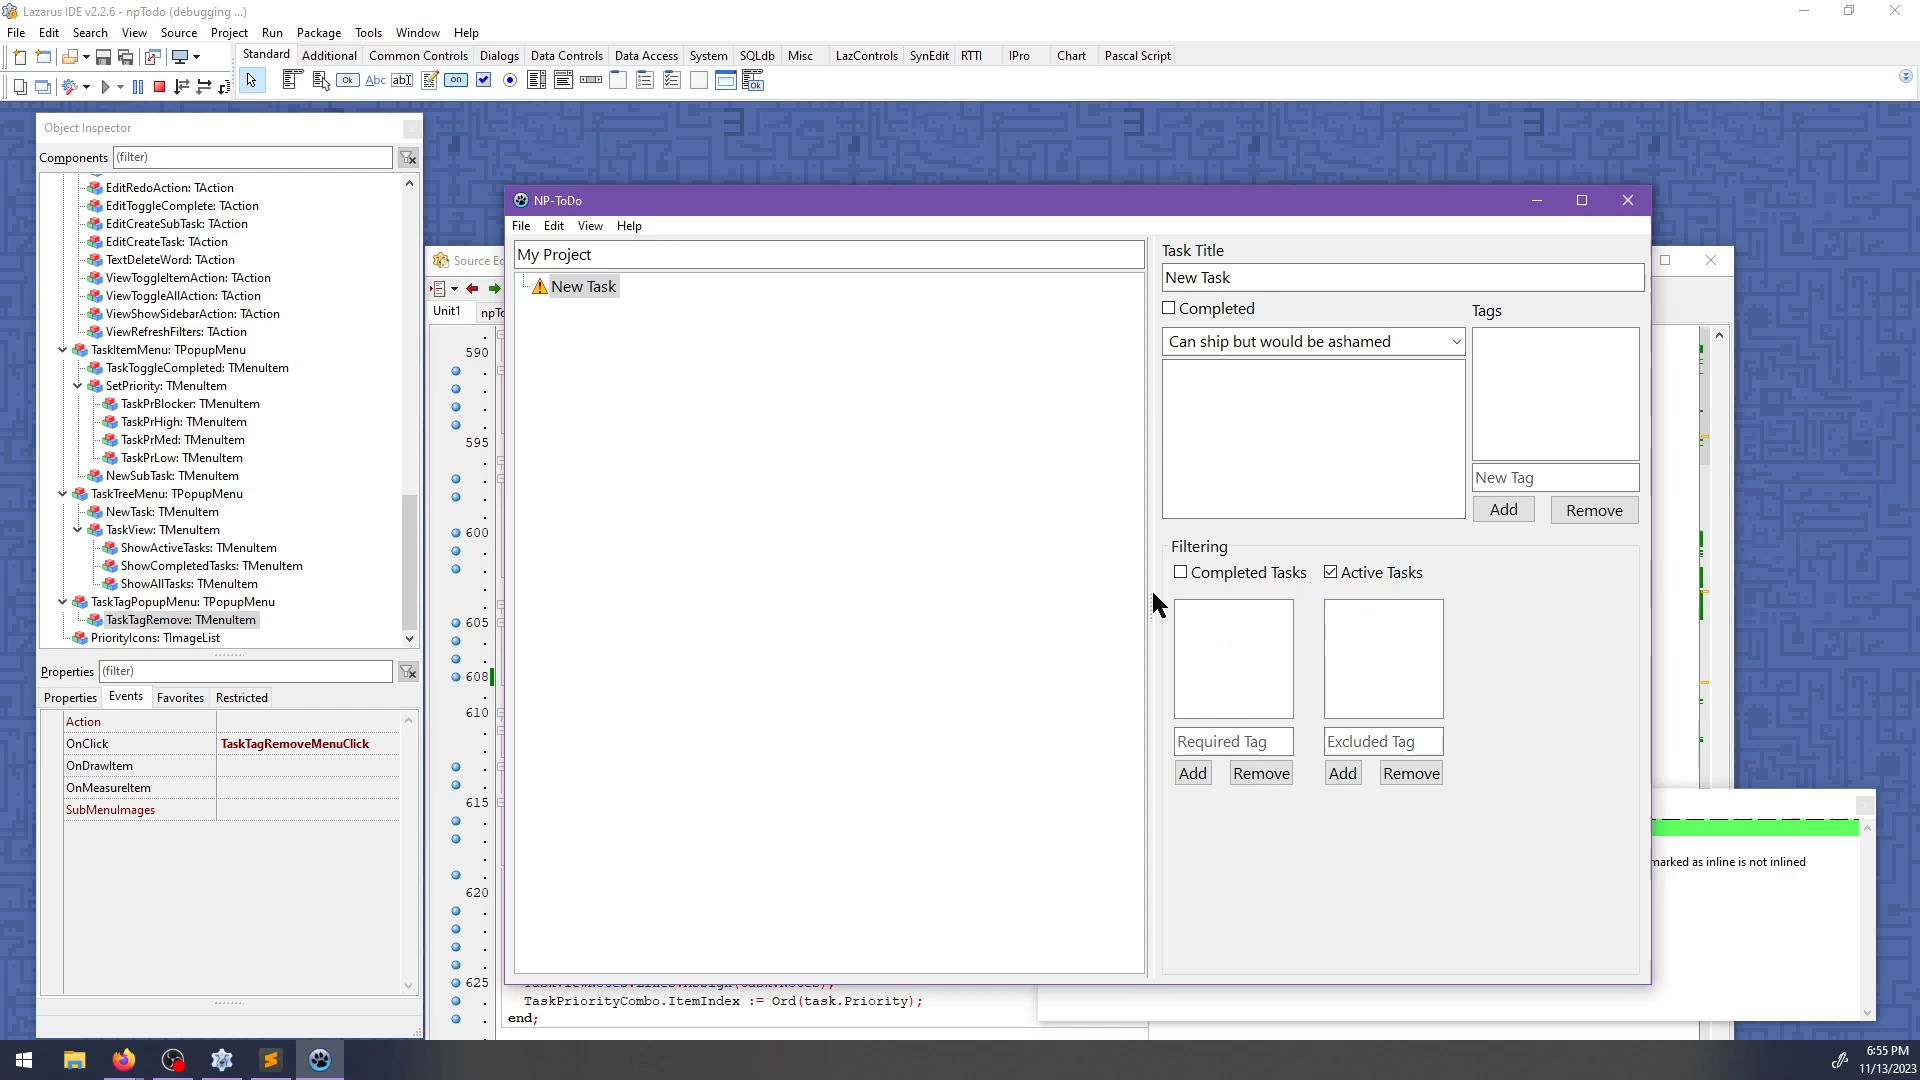 Lazarus IDE v2.2.6 - npTodo (debugging ...)
File Edit Search View Source Project Run Package Tools Window Help
Standard Additional Common Controls Dialogs Data Controls Data Access System SQLdb Misc LazControls SynEdit RTTI IPro Chart Pascal Script
Ok Abc abI on Ok
Object Inspector
Components (filter)
EditRedoAction: TAction
EditToggleComplete: TAction
EditCreateSubTask: TAction
EditCreateTask: TAction
TextDeleteWord: TAction
ViewToggleItemAction: TAction
ViewToggleAllAction: TAction
ViewShowSidebarAction: TAction
ViewRefreshFilters: TAction
TaskItemMenu: TPopupMenu
TaskToggleCompleted: TMenuItem
SetPriority: TMenuItem
TaskPrBlocker: TMenuItem
TaskPrHigh: TMenuItem
TaskPrMed: TMenuItem
TaskPrLow: TMenuItem
NewSubTask: TMenuItem
TaskTreeMenu: TPopupMenu
NewTask: TMenuItem
TaskView: TMenuItem
ShowActiveTasks: TMenuItem
ShowCompletedTasks: TMenuItem
ShowAllTasks: TMenuItem
TaskTagPopupMenu: TPopupMenu
TaskTagRemove: TMenuItem
PriorityIcons: TImageList
Properties (filter)
Properties Events Favorites Restricted
Action
OnClick TaskTagRemoveMenuClick
OnDrawItem
OnMeasureItem
SubMenuImages
Source Ed
Unit1 npTo
590
595
600
605
608
610
615
620
625
NP-ToDo
File Edit View Help
My Project
New Task
Task Title
New Task
Completed
Tags
Can ship but would be ashamed
New Tag
Add Remove
Filtering
Completed Tasks Active Tasks
Required Tag Excluded Tag
Add Remove Add Remove
marked as inline is not inlined
TaskPriorityCombo.ItemIndex := Ord(task.Priority);
end;
6:55 PM
11/13/2023